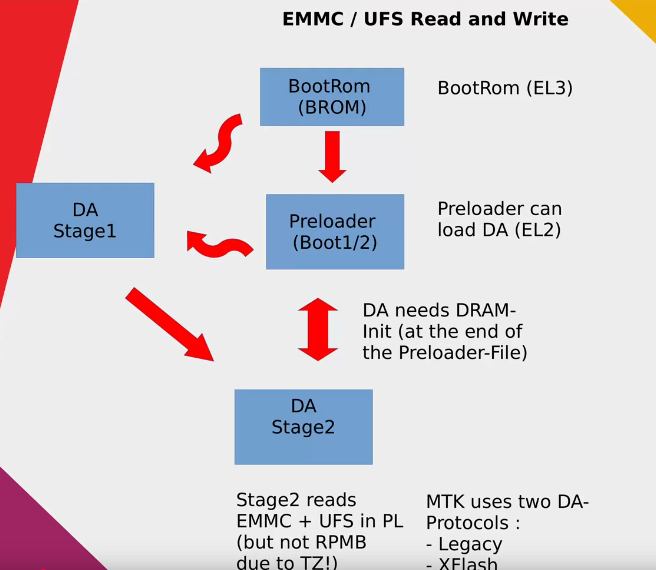 EMMC / UFS Read and Write
BootRom
(BROM)
BootRom (EL3)
DA
Stage1
Preloader
(Boot1/2)
Preloader can
load DA (EL2)
DA needs DRAM-
Init (at the end of
the Preloader-File)
DA
Stage2
Stage2 reads
EMMC + UFS in PL
(but not RPMB
due to TZ!)
MTK uses two DA-
Protocols :
- Legacy
- XFlash